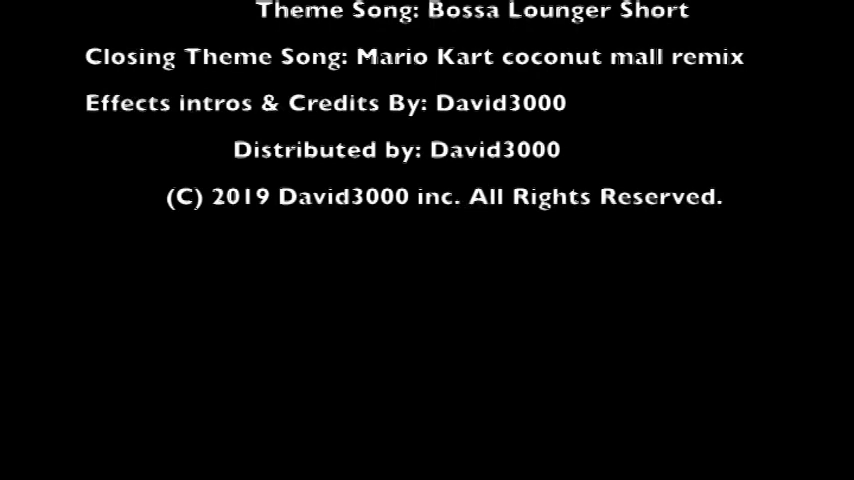 Theme Song: Bossa Lounger Short
Closing Theme Song: Mario Kart coconut mall remix
Effects intros & Credits By: David3000
Distributed by: David3000
(C) 2019 David3000 inc. All Rights Reserved.